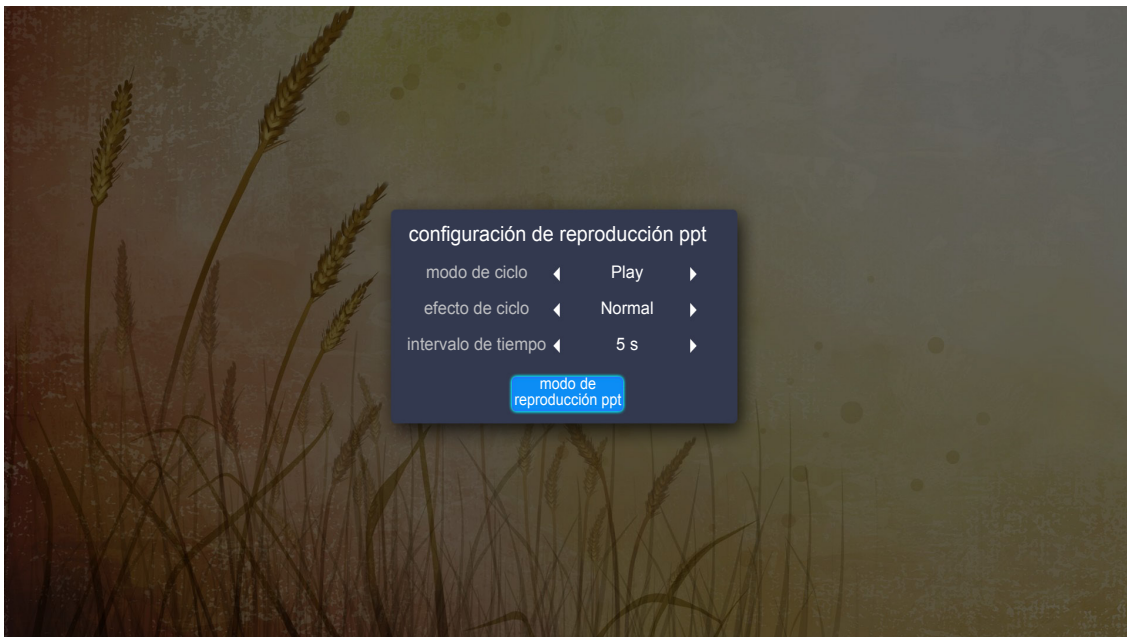 configuración de reproducción ppt
modo de ciclo Play
efecto de ciclo Normal
intervalo de tiempo 5 s
modo de
reproducción ppt